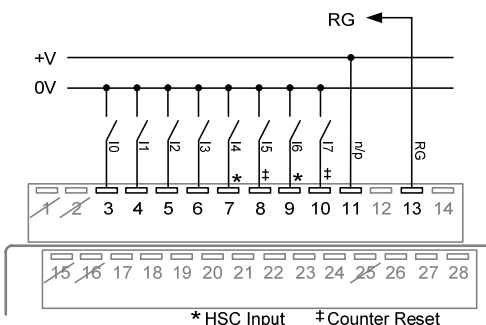 RG
+V
0V
I0 I1 I2 I3 I4 I5 I6 I7 n/p RG
* ‡ * ‡
1 2 3 4 5 6 7 8 9 10 11 12 13 14
15 16 17 18 19 20 21 22 23 24 25 26 27 28
* HSC Input ‡ Counter Reset